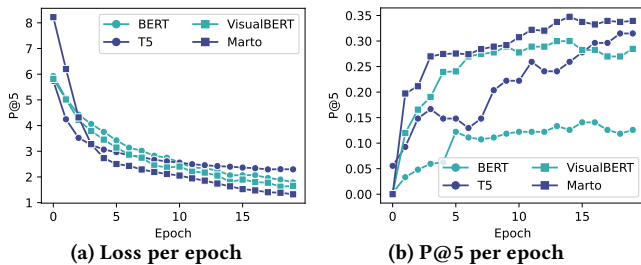 P@5
8
7
6
5
4
3
2
1
BERT
T5
VisualBERT
Marto
0
5
10
15
Epoch
(a) Loss per epoch
P@5
0.35
0.30
0.25
0.20
0.15
0.10
0.05
0.00
BERT
T5
VisualBERT
Marto
0
5
10
15
Epoch
(b) P@5 per epoch